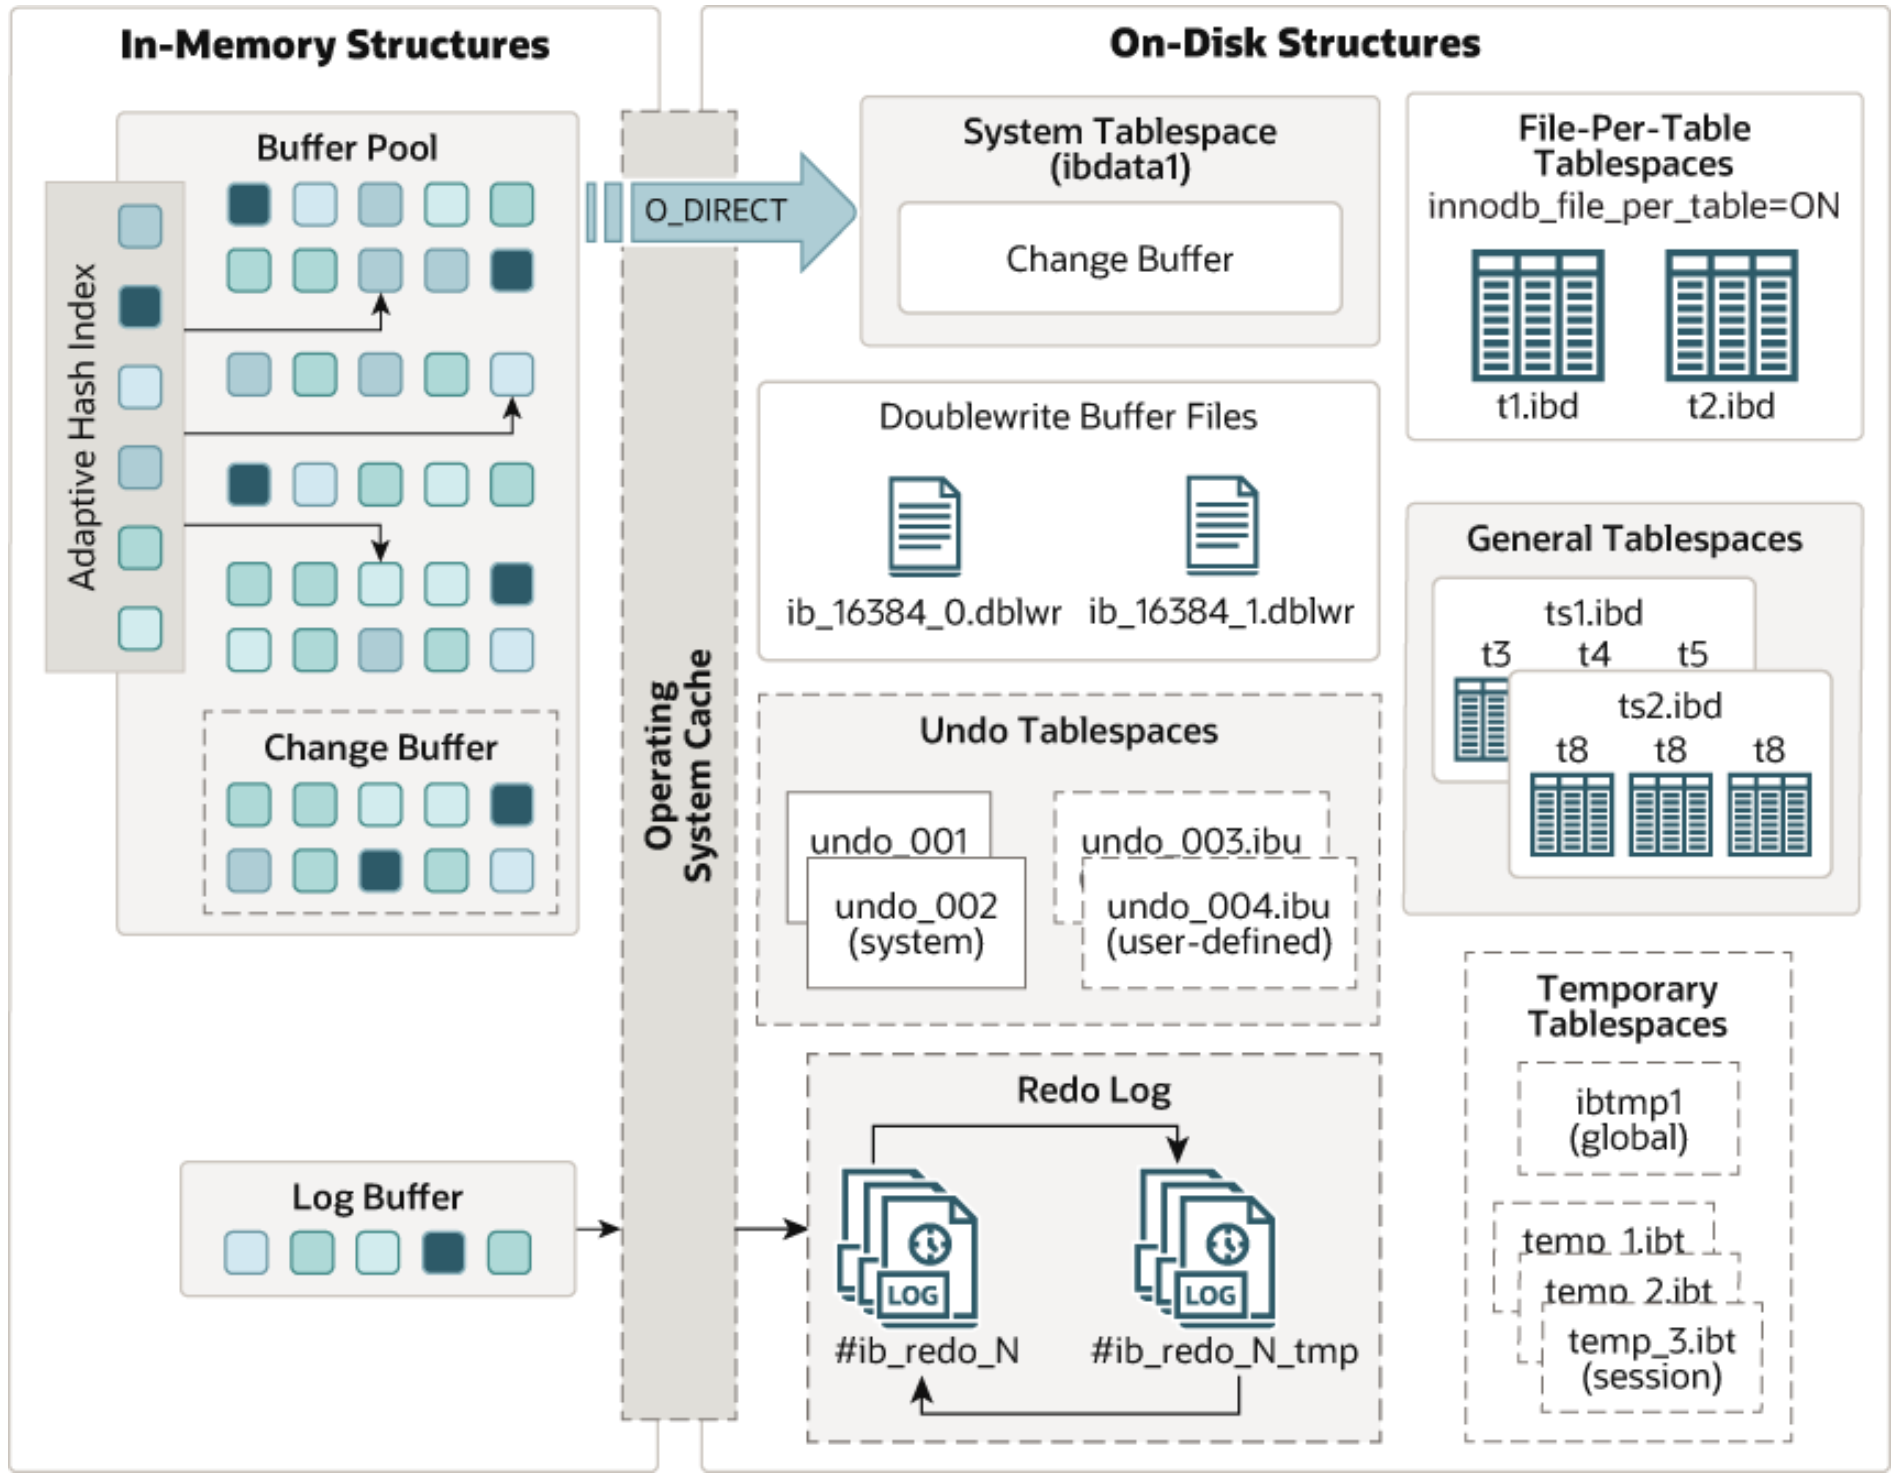 In-Memory Structures
Buffer Pool
Adaptive Hash Index
Change Buffer
Log Buffer
Operating
System Cache
O_DIRECT
On-Disk Structures
System Tablespace
(ibdata1)
Change Buffer
Doublewrite Buffer Files
ib_16384_0.dblwr
ib_16384_1.dblwr
Undo Tablespaces
undo_001
undo_002
(system)
undo_003.ibu
undo_004.ibu
(user-defined)
Redo Log
LOG
LOG
#ib_redo_N
#ib_redo_N_tmp
File-Per-Table
Tablespaces
innodb_file_per_table=ON
t1.ibd
t2.ibd
General Tablespaces
ts1.ibd
t3 t4 t5
ts2.ibd
t8 t8 t8
Temporary
Tablespaces
ibtmp1
(global)
temp_1.ibt
temp_2.ibt
temp_3.ibt
(session)